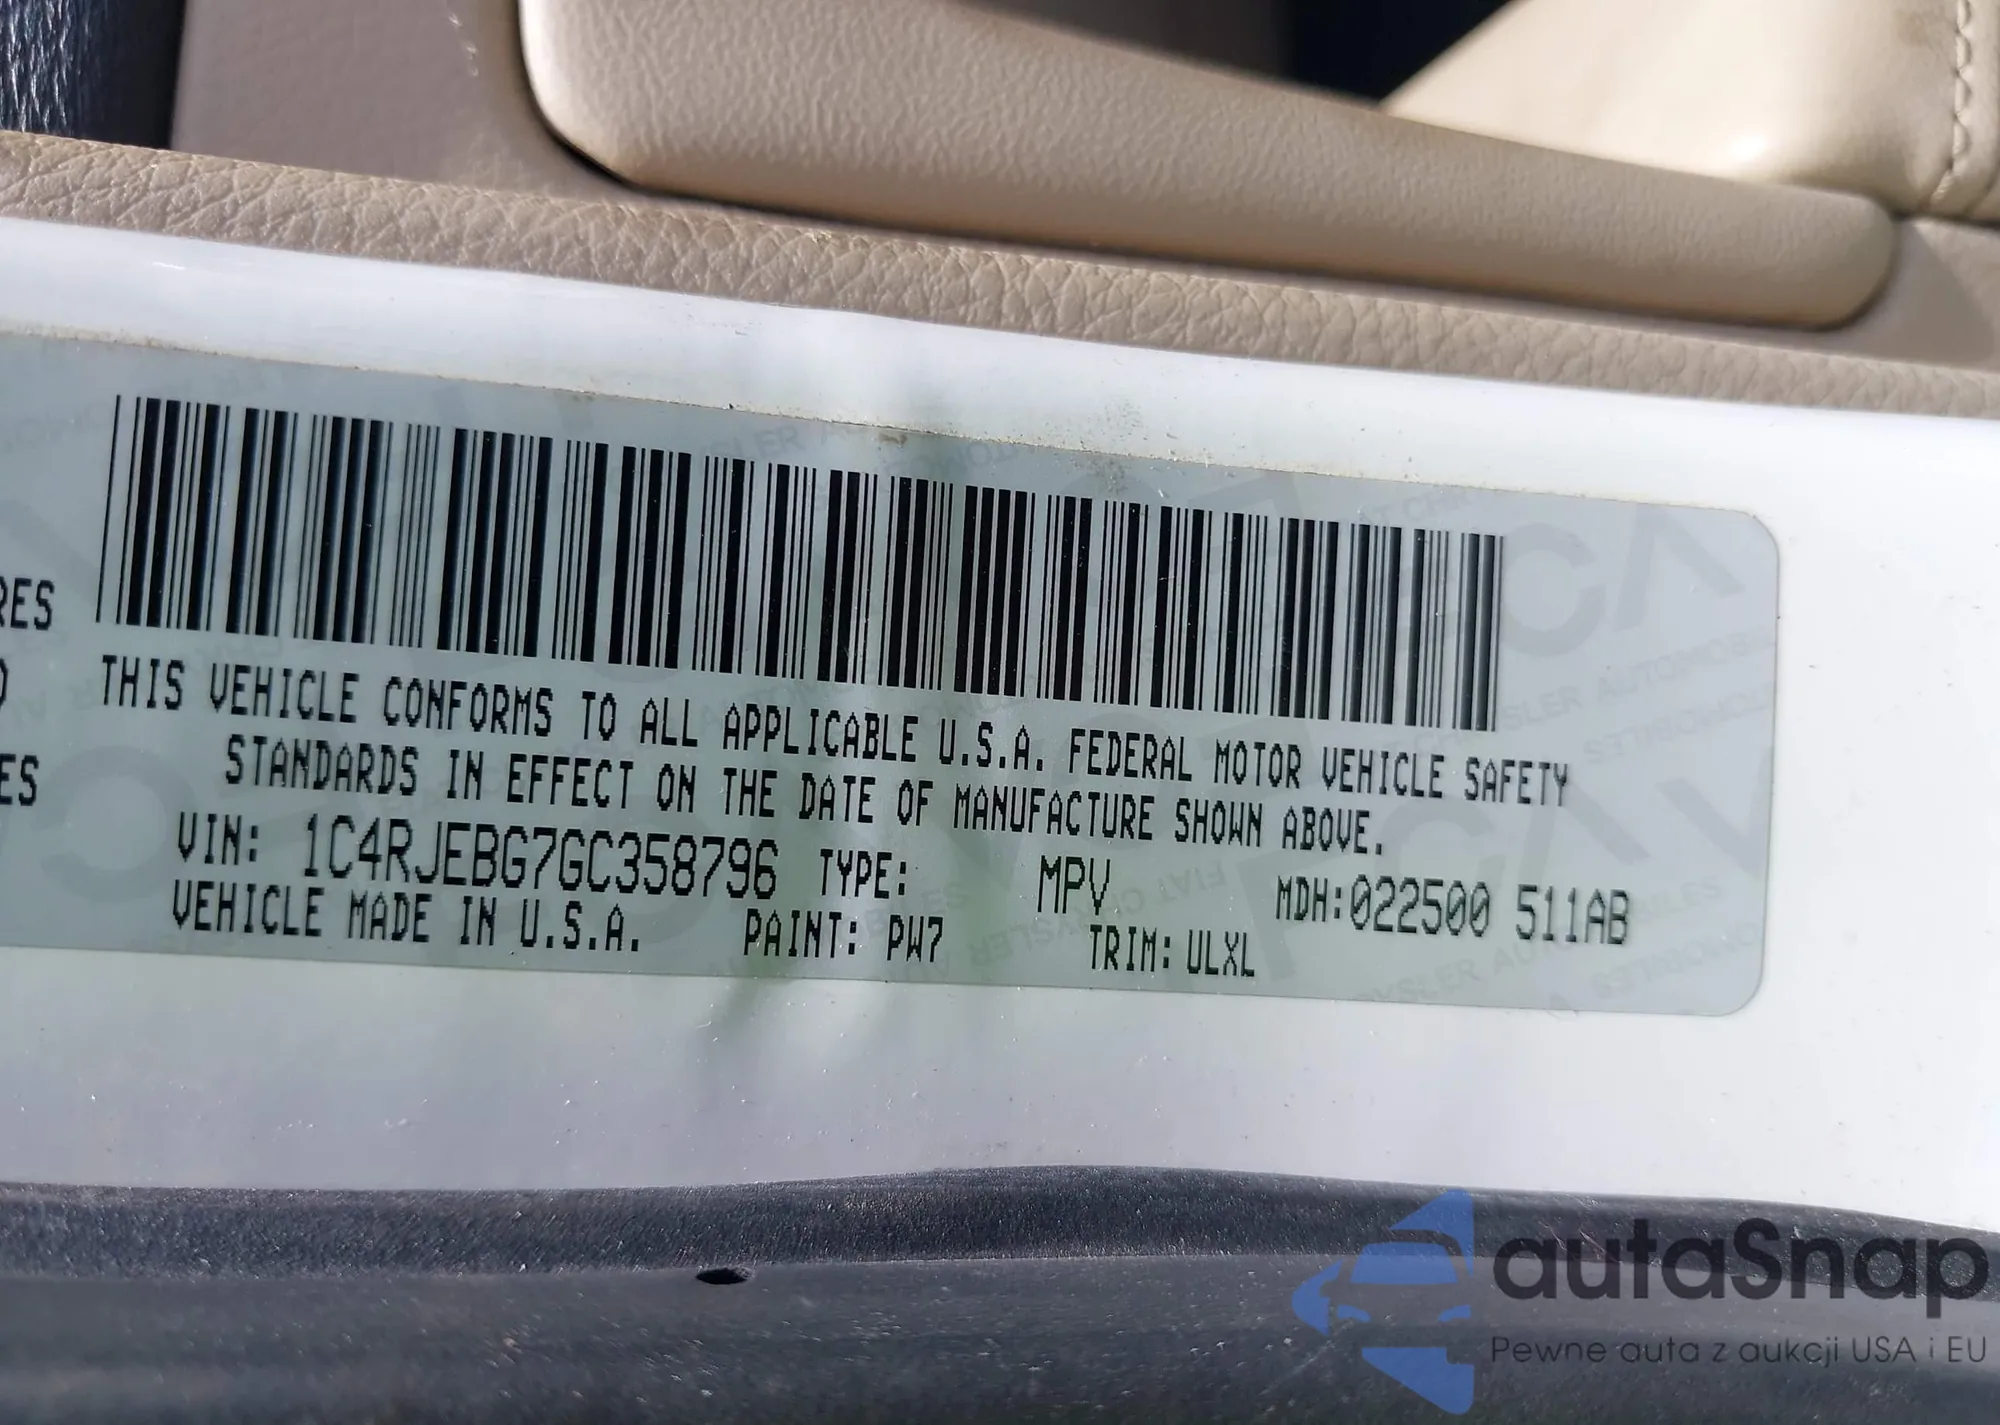 RES
ES
THIS VEHICLE CONFORMS TO ALL APPLICABLE U.S.A. FEDERAL MOTOR VEHICLE SAFETY
STANDARDS IN EFFECT ON THE DATE OF MANUFACTURE SHOWN ABOVE.
VIN: 1C4RJEBG7GC358796 TYPE: MPV MDH:022500 511AB
VEHICLE MADE IN U.S.A. PAINT: PW7 TRIM: ULXL
autaSnap
Pewne auta z aukcji USA i EU